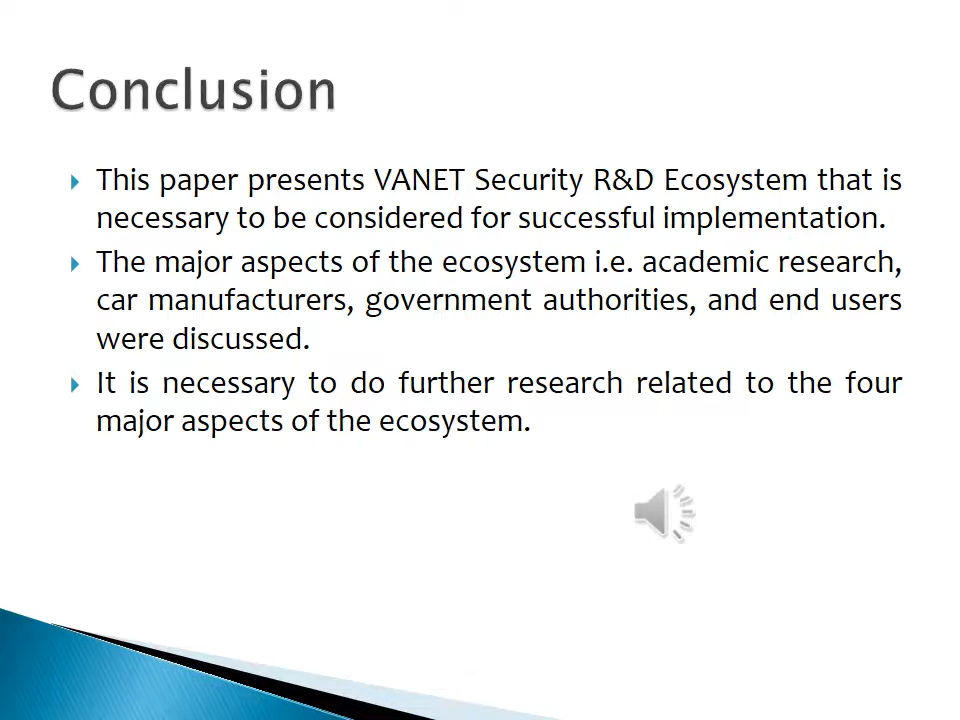 Conclusion
This paper presents VANET Security R&D Ecosystem that is
necessary to be considered for successful implementation.
The major aspects of the ecosystem i.e. academic research,
car manufacturers, government authorities, and end users
were discussed.
It is necessary to do further research related to the four
major aspects of the ecosystem.